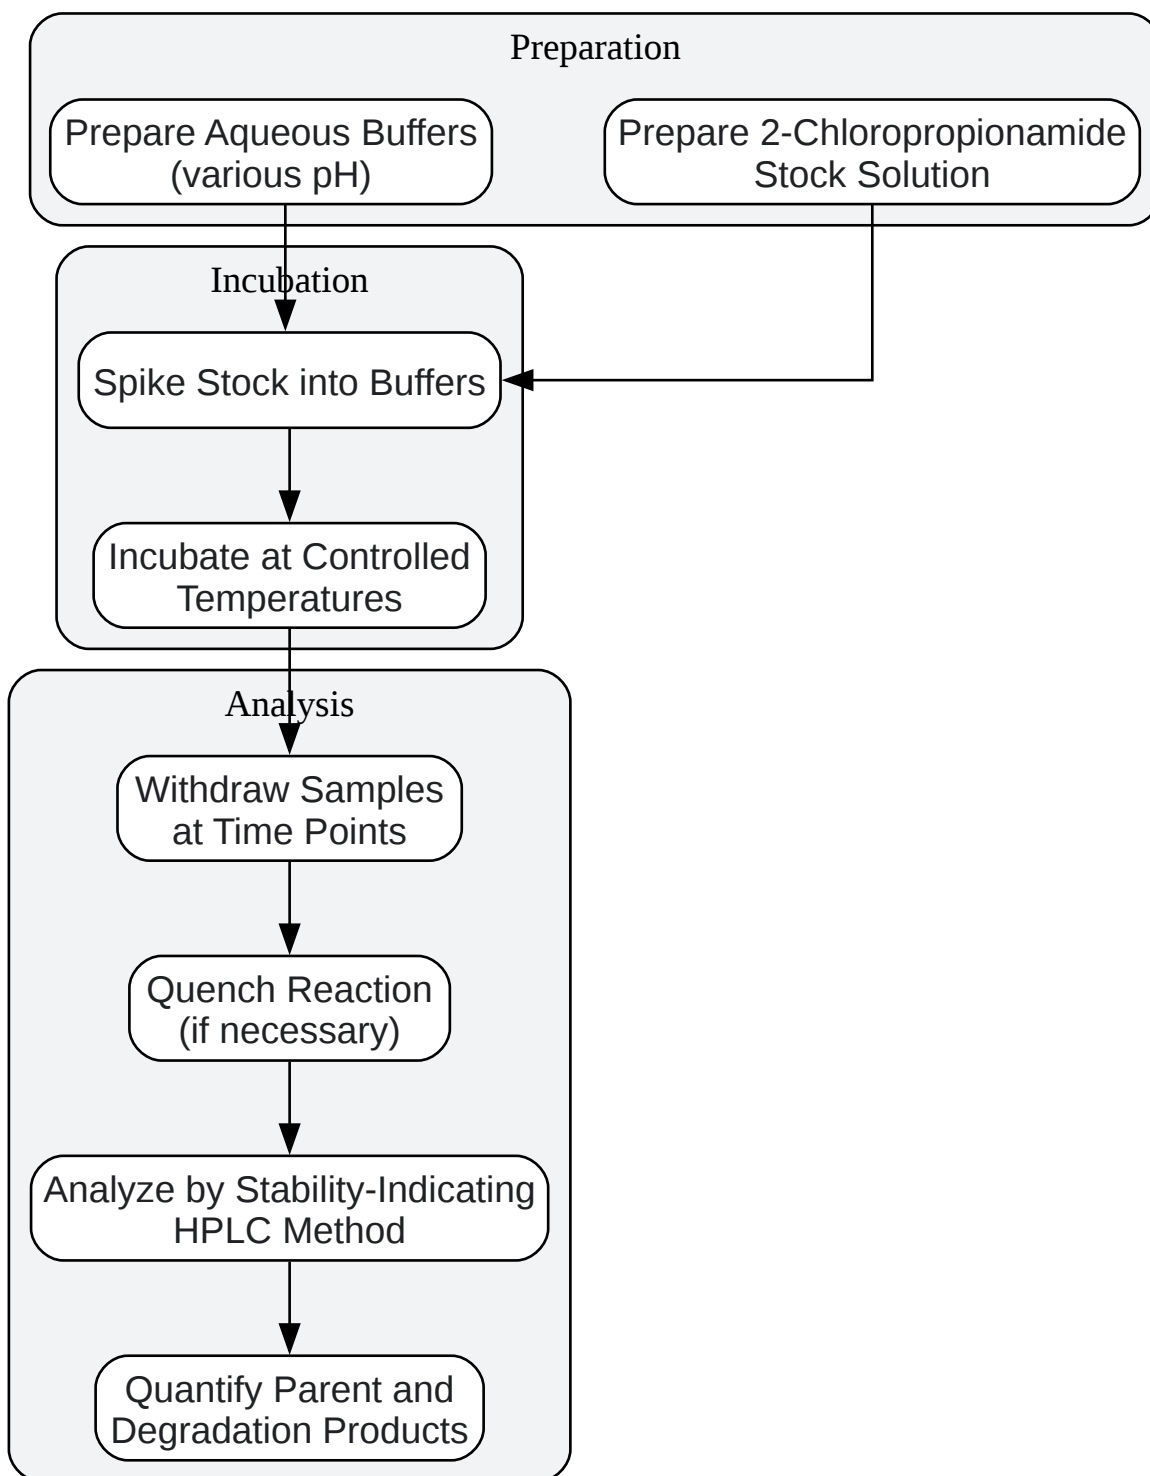 Preparation
Prepare Aqueous Buffers
(various pH)
Prepare 2-Chloropropionamide
Stock Solution
Incubation
Spike Stock into Buffers
Incubate at Controlled
Temperatures
Analysis
Withdraw Samples
at Time Points
Quench Reaction
(if necessary)
Analyze by Stability-Indicating
HPLC Method
Quantify Parent and
Degradation Products